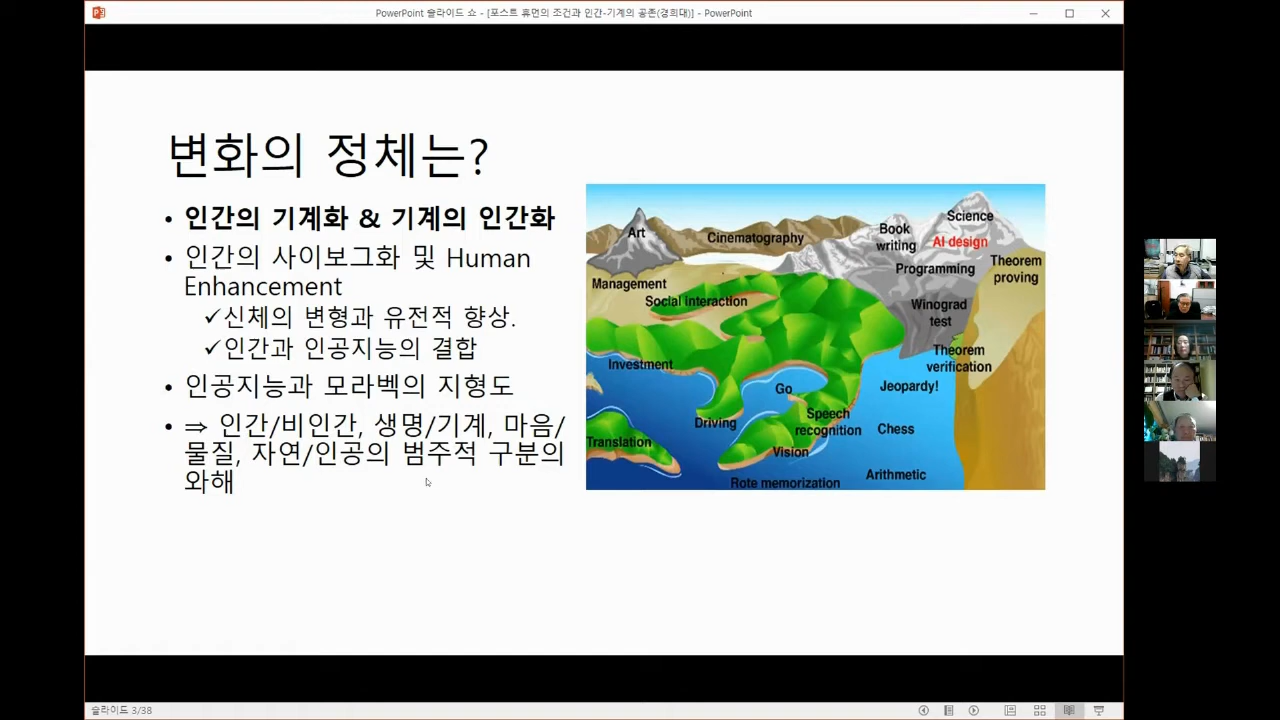 PowerPoint 슬라이드 쇼 - [포스트 휴먼의 조건과 인간-기계의 공존(경희대)] - PowerPoint
변화의 정체는?
• 인간의 기계화 & 기계의 인간화
• 인간의 사이보그화 및 Human
Enhancement
✓신체의 변형과 유전적 향상.
✓인간과 인공지능의 결합
• 인공지능과 모라벡의 지형도
• ⇒ 인간/비인간, 생명/기계, 마음/
물질, 자연/인공의 범주적 구분의
와해
Science
Art
Book
writing
Cinematography
AI design
Theorem
proving
Programming
Management
Social interaction
Winograd
test
Theorem
verification
Investment
Go
Jeopardy!
Driving
Speech
recognition
Chess
Translation
Vision
Arithmetic
Rote memorization
슬라이드 3/38